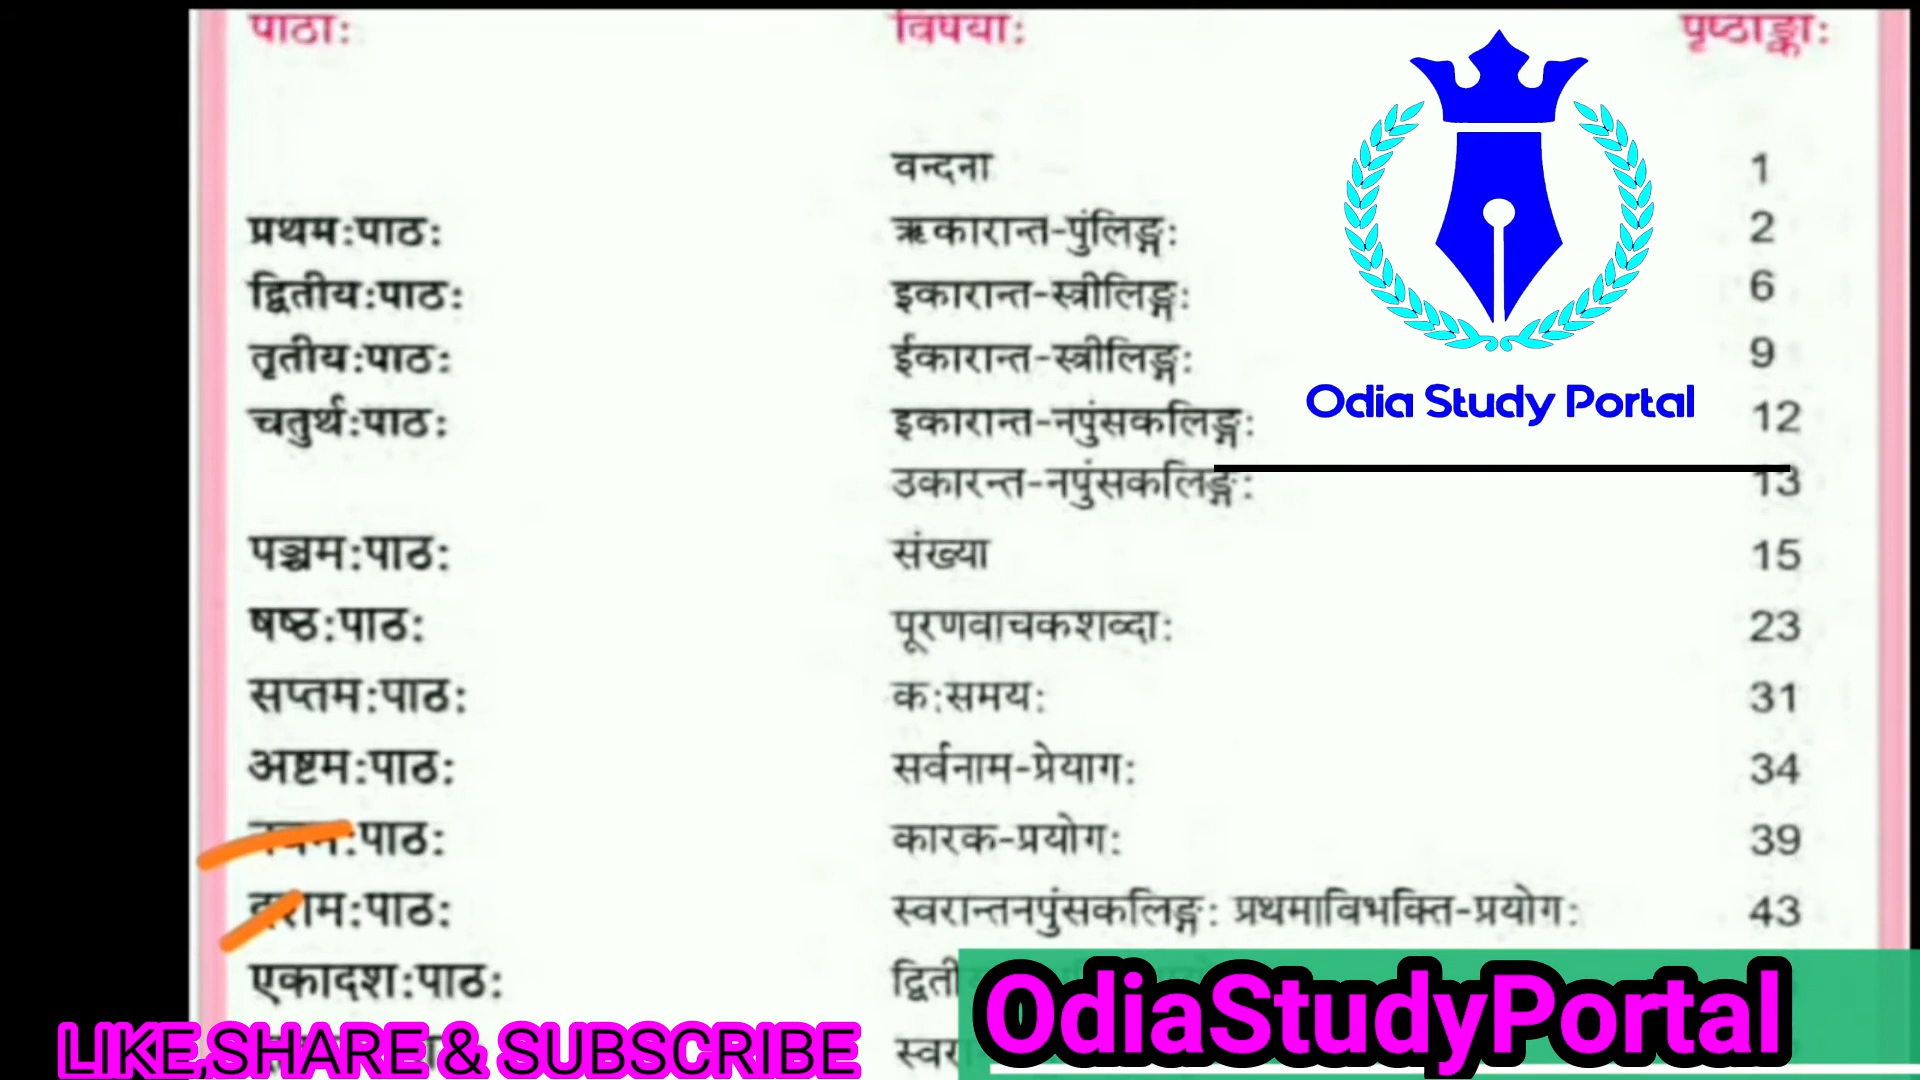 पाठाः विषयाः पृष्ठाङ्काः
वन्दना 1
प्रथम:पाठ: ऋकारान्त-पुंलिङ्ग: 2
द्वितीय:पाठ: इकारान्त-स्त्रीलिङ्ग: 6
तृतीय:पाठ: ईकारान्त-स्त्रीलिङ्ग: 9
चतुर्थ:पाठ: इकारान्त-नपुंसकलिङ्ग: 12
उकारन्त-नपुंसकलिङ्ग: 13
पञ्चम:पाठ: संख्या 15
षष्ठ:पाठ: पूरणवाचकशव्दा: 23
सप्तम:पाठ: क:समय: 31
अष्टम:पाठ: सर्वनाम-प्रेयाग: 34
पाठ: कारक-प्रयोग: 39
पाठ: स्वरान्तनपुंसकलिङ्ग: प्रथमाविभक्ति-प्रयोग: 43
एकादश:पाठ:
Odia Study Portal
OdiaStudyPortal
LIKE,SHARE & SUBSCRIBE